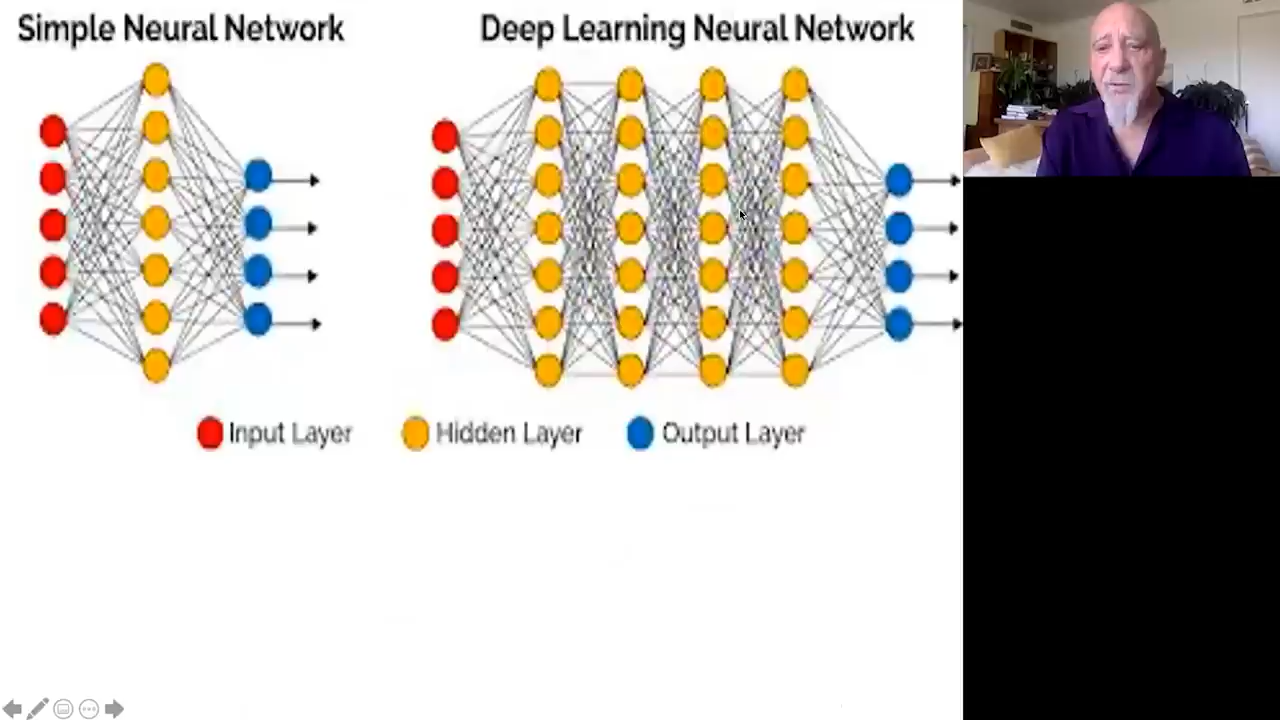 Simple Neural Network
Deep Learning Neural Network
Input Layer
Hidden Layer
Output Layer